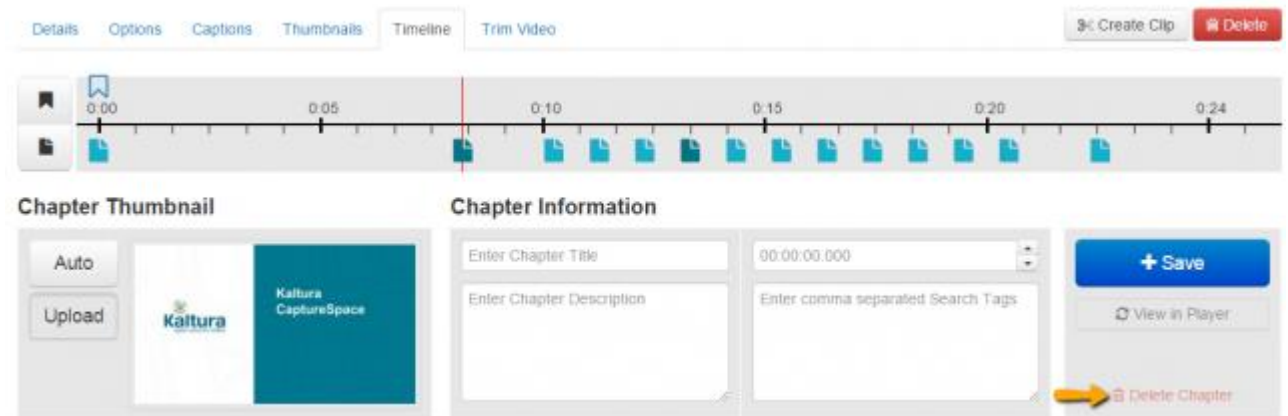 Details Options Captions Thumbnails Timeline Trim Video Create Clip Delete
0:00 0:05 0:10 0:15 0:20 0:24
Chapter Thumbnail
Chapter Information
Auto
Upload
Kaltura
Kaltura
CaptureSpace
Enter Chapter Title
00:00:00.000
Enter Chapter Description
Enter comma separated Search Tags
Save
View in Player
Delete Chapter